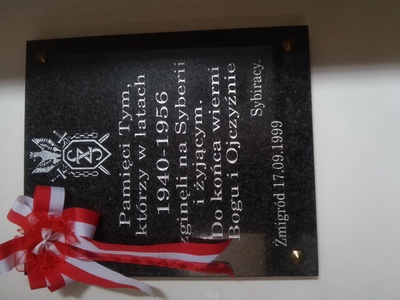 Pamięci Tym,
którzy w latach
1940-1956
zginęli na Syberii
i żyjącym.
Do końca wierni
Bogu i Ojczyźnie
Sybiracy.
Żmigród 17.09.1999